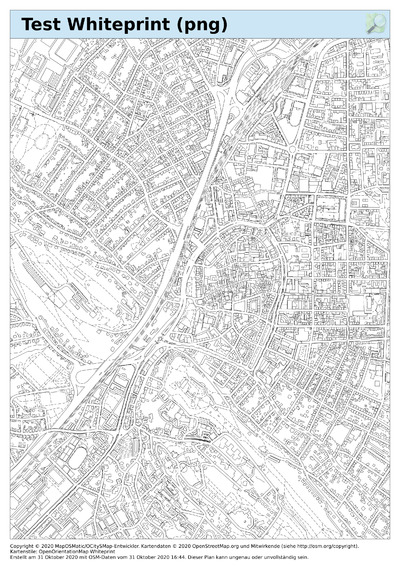 Test Whiteprint (png)
Copyright © 2020 MapOSMatic/OCitySMap-Entwickler. Kartendaten © 2020 OpenStreetMap.org und Mitwirkende (siehe http://osm.org/copyright).
Kartenstile: OpenOrientationMap Whiteprint
Erstellt am 31 Oktober 2020 mit OSM-Daten vom 31 Oktober 2020 16:44. Dieser Plan kann ungenau oder unvollständig sein.